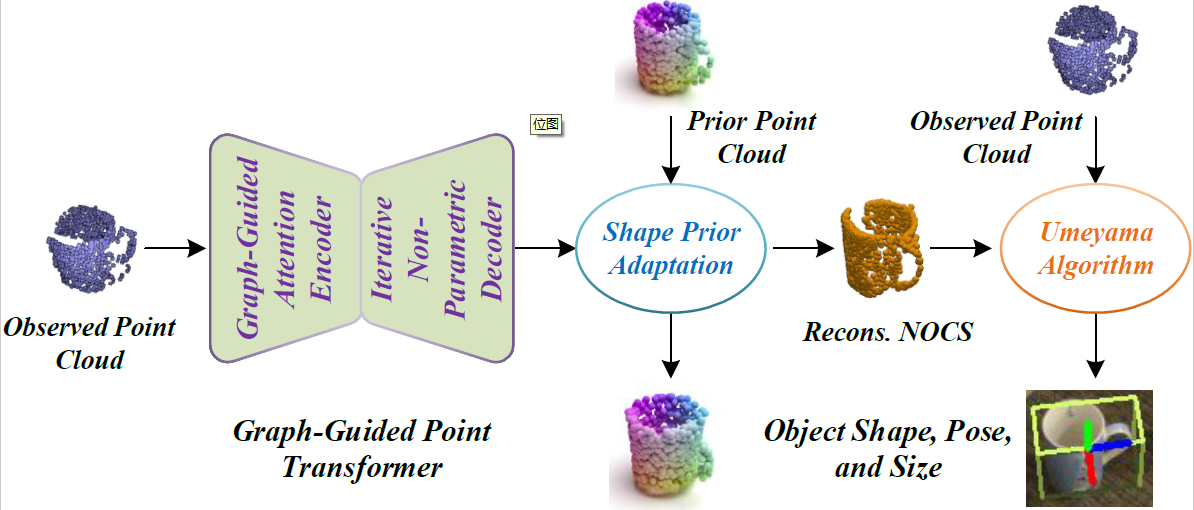 Observed Point
Cloud
Graph-Guided
Attention
Encoder
Iterative
Non-
Parametric
Decoder
Graph-Guided Point
Transformer
位图
Prior Point
Cloud
Shape Prior
Adaptation
Recons. NOCS
Observed Point
Cloud
Umeyama
Algorithm
Object Shape, Pose,
and Size